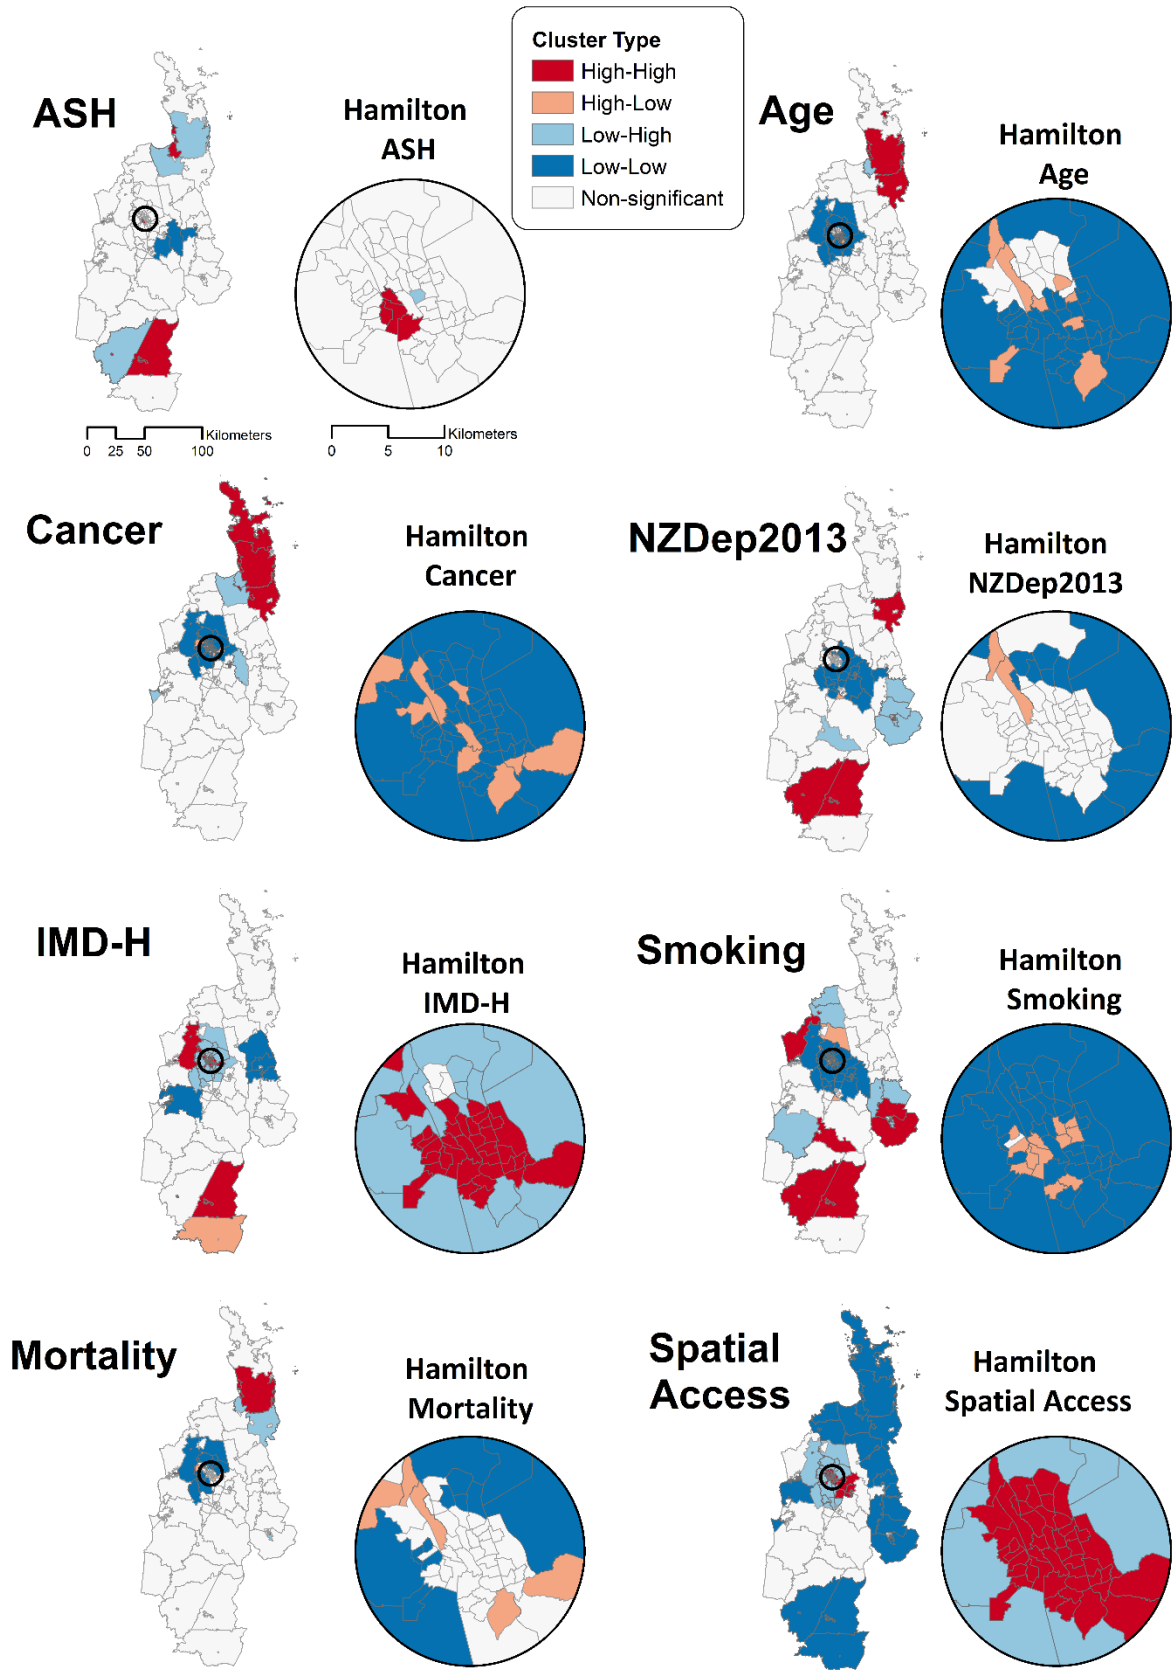 Cluster Type
High-High
High-Low
Low-High
Low-Low
Non-significant
ASH
Hamilton
ASH
Age
Hamilton
Age
Kilometers
0 25 50 100
Kilometers
0 5 10
Cancer
Hamilton
Cancer
NZDep2013
Hamilton
NZDep2013
IMD-H
Hamilton
IMD-H
Smoking
Hamilton
Smoking
Mortality
Hamilton
Mortality
Spatial
Access
Hamilton
Spatial Access